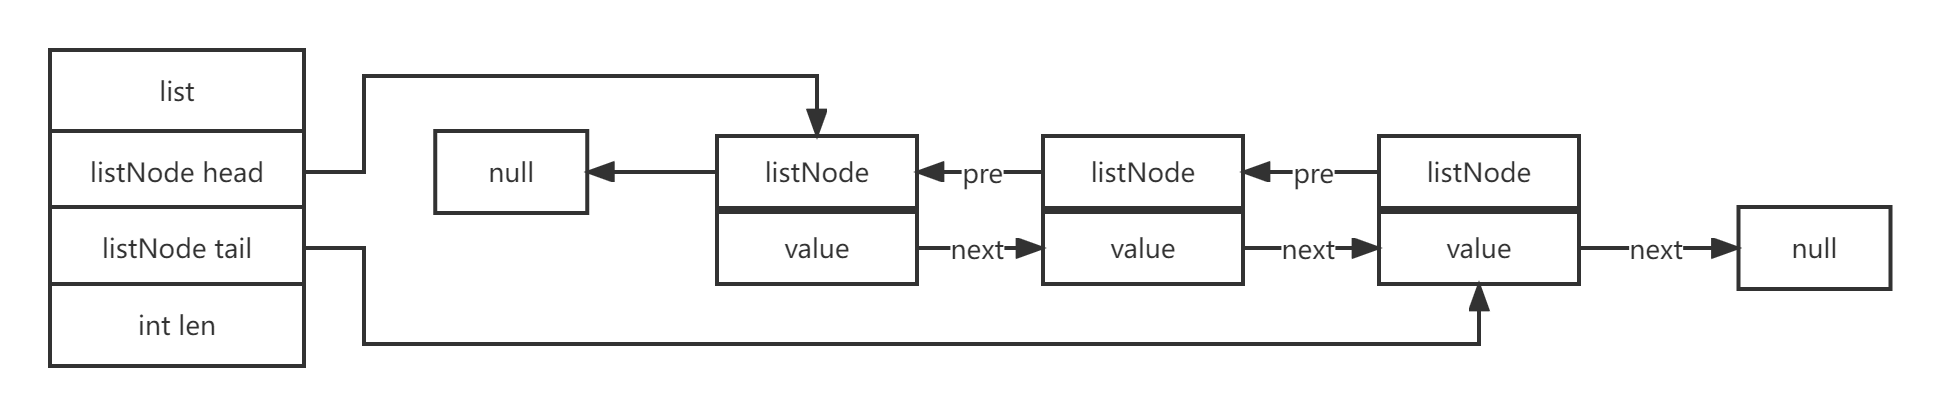 list
listNode head
listNode tail
int len
null
listNode
value
pre
next
listNode
value
pre
next
listNode
value
next
null